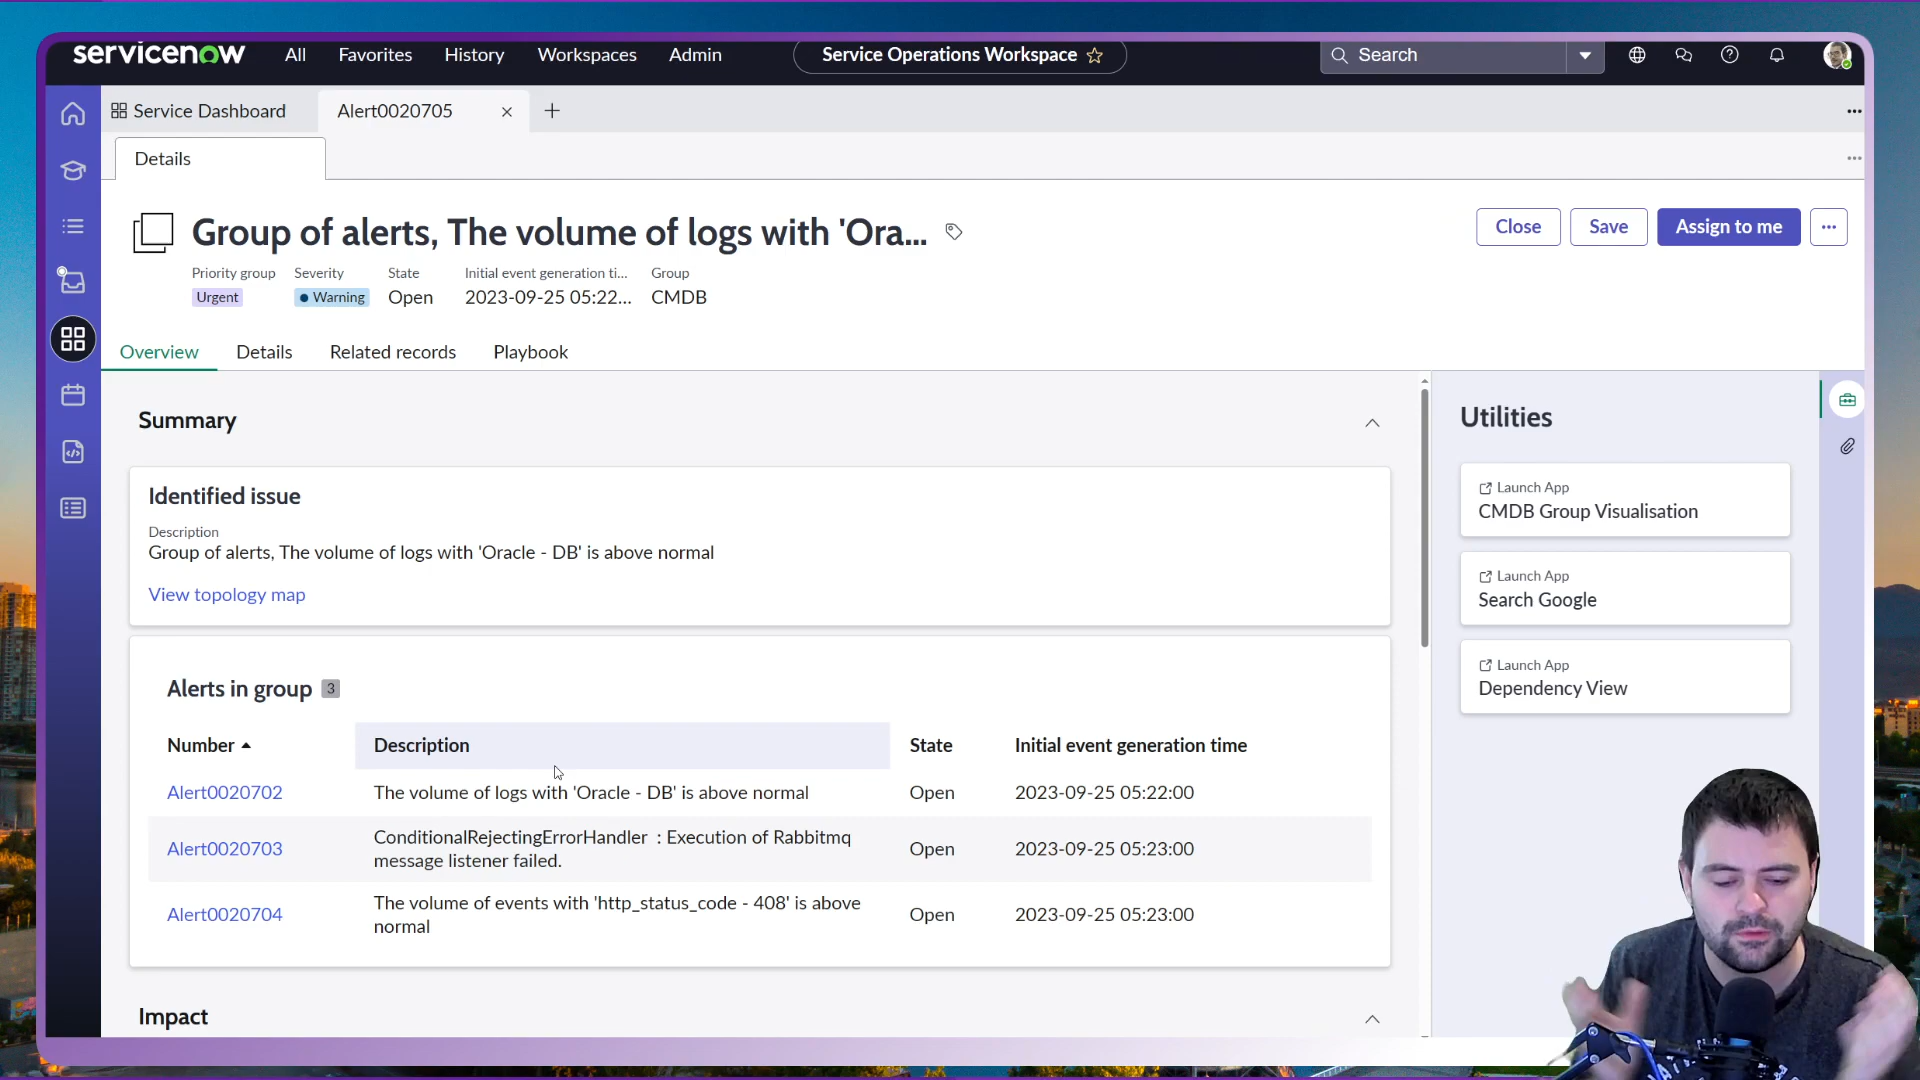 servicenow
All
Favorites
History
Workspaces
Admin
Service Operations Workspace
Search
Service Dashboard
Alert0020705
Details
Group of alerts, The volume of logs with 'Ora...
Close
Save
Assign to me
Priority group
Severity
State
Initial event generation ti...
Group
Urgent
Warning
Open
2023-09-25 05:22...
CMDB
Overview
Details
Related records
Playbook
Summary
Identified issue
Description
Group of alerts, The volume of logs with 'Oracle - DB' is above normal
View topology map
Alerts in group 3
Number
Description
State
Initial event generation time
Alert0020702
The volume of logs with 'Oracle - DB' is above normal
Open
2023-09-25 05:22:00
Alert0020703
ConditionalRejectingErrorHandler : Execution of Rabbitmq
message listener failed.
Open
2023-09-25 05:23:00
Alert0020704
The volume of events with 'http_status_code - 408' is above
normal
Open
2023-09-25 05:23:00
Impact
Utilities
Launch App
CMDB Group Visualisation
Launch App
Search Google
Launch App
Dependency View